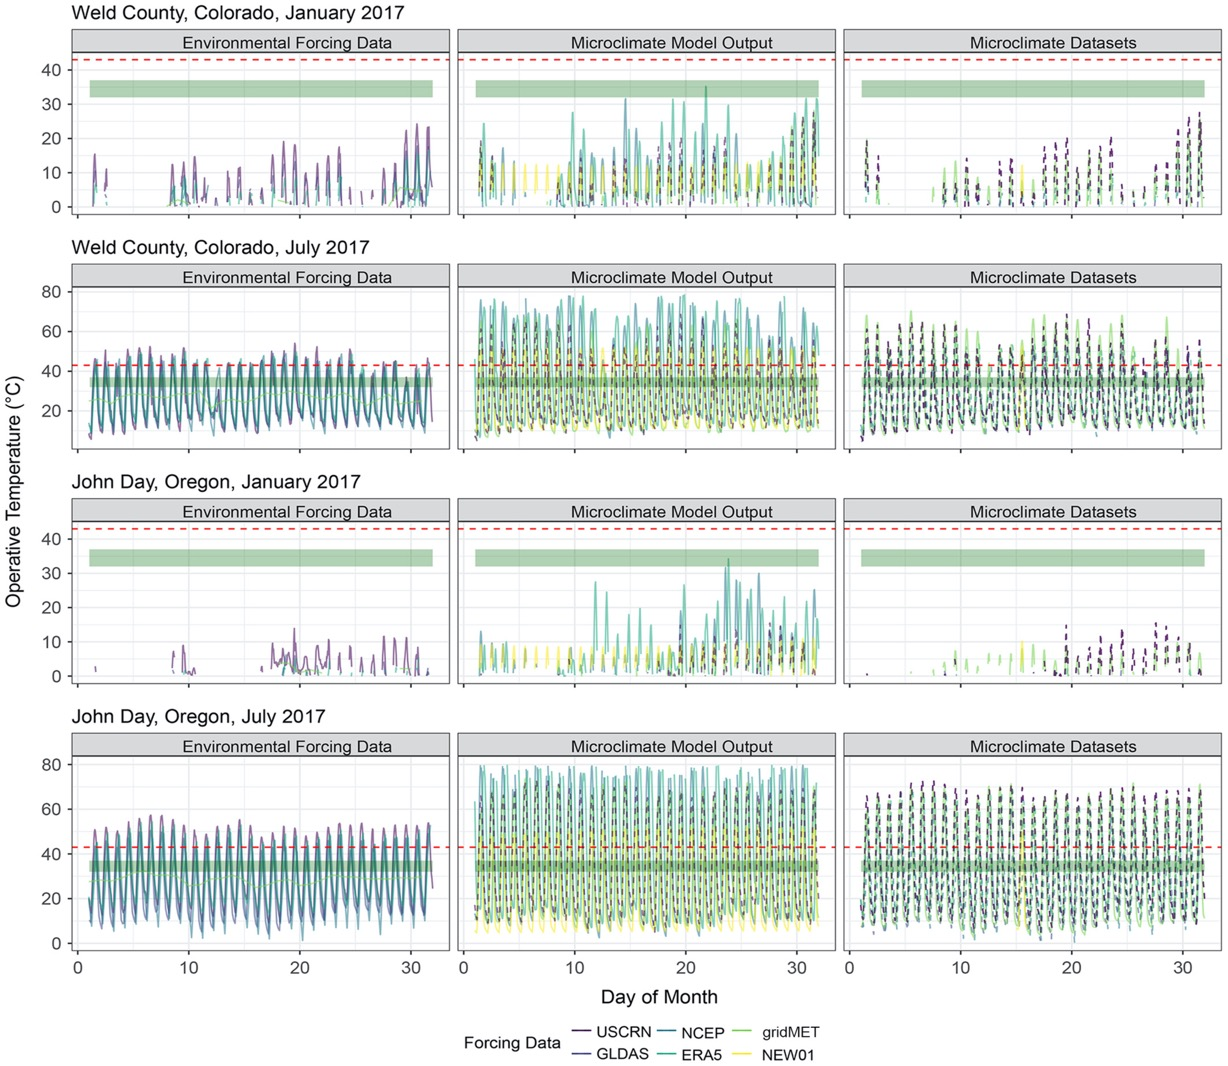 Weld County, Colorado, January 2017
Environmental Forcing Data Microclimate Model Output Microclimate Datasets
40
30
20
10
0
Weld County, Colorado, July 2017
Environmental Forcing Data Microclimate Model Output Microclimate Datasets
80
60
40
20
Operative Temperature (°C)
John Day, Oregon, January 2017
Environmental Forcing Data Microclimate Model Output Microclimate Datasets
40
30
20
10
0
John Day, Oregon, July 2017
Environmental Forcing Data Microclimate Model Output Microclimate Datasets
80
60
40
20
0
0 10 20 30 0 10 20 30 0 10 20 30
Day of Month
Forcing Data
USCRN NCEP gridMET
GLDAS ERA5 NEW01